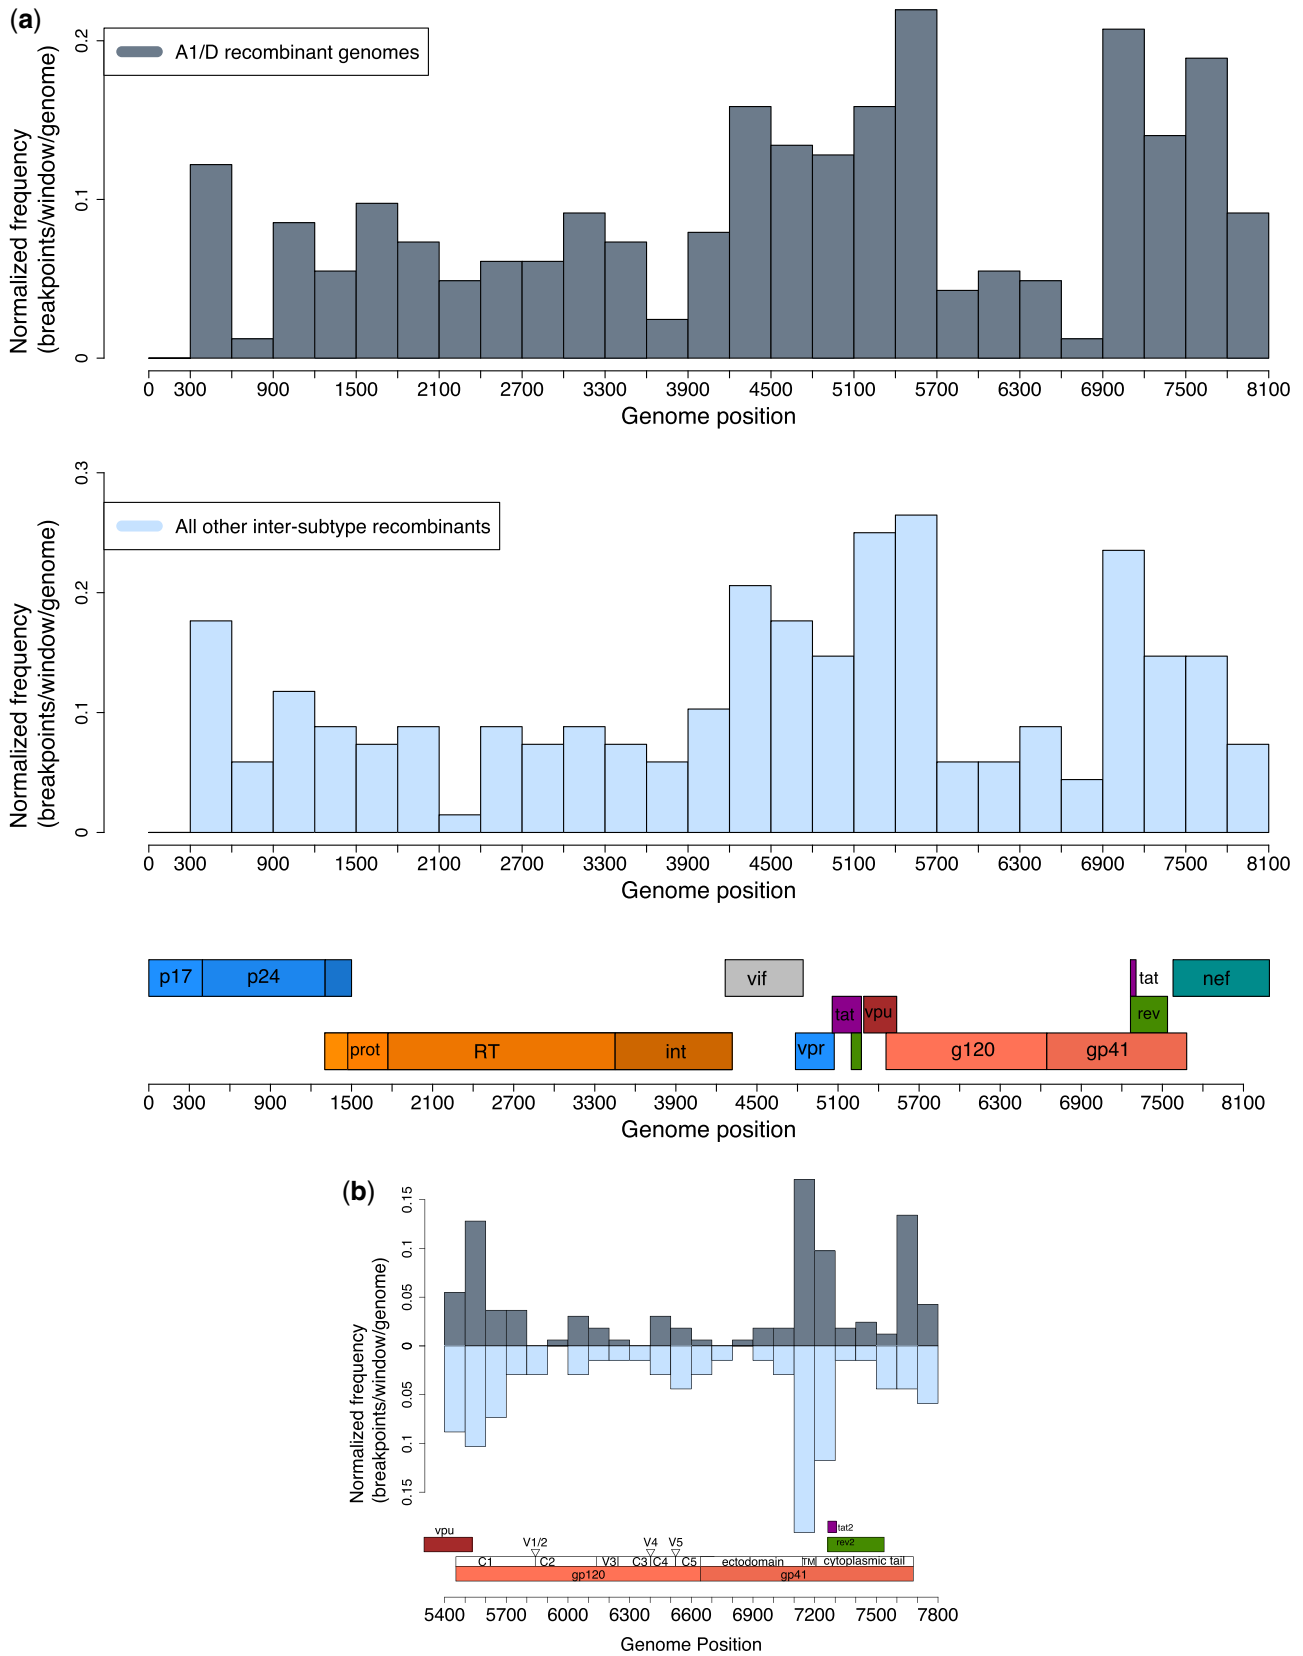 (a)
A1/D recombinant genomes
Normalized frequency
(breakpoints/window/genome)
0.2
0.1
0
0 300 900 1500 2100 2700 3300 3900 4500 5100 5700 6300 6900 7500 8100
Genome position
All other inter-subtype recombinants
Normalized frequency
(breakpoints/window/genome)
0.3
0.2
0.1
0
0 300 900 1500 2100 2700 3300 3900 4500 5100 5700 6300 6900 7500 8100
Genome position
p17 p24 vif tat nef
tat vpu rev
prot RT int vpr g120 gp41
0 300 900 1500 2100 2700 3300 3900 4500 5100 5700 6300 6900 7500 8100
Genome position
(b)
Normalized frequency
(breakpoints/window/genome)
0.15
0.1
0.05
0
0.05
0.1
0.15
tat2
vpu V1/2 V4 V5 rev2
C1 C2 V3 C3 C4 C5 ectodomain TM cytoplasmic tail
gp120 gp41
5400 5700 6000 6300 6600 6900 7200 7500 7800
Genome Position